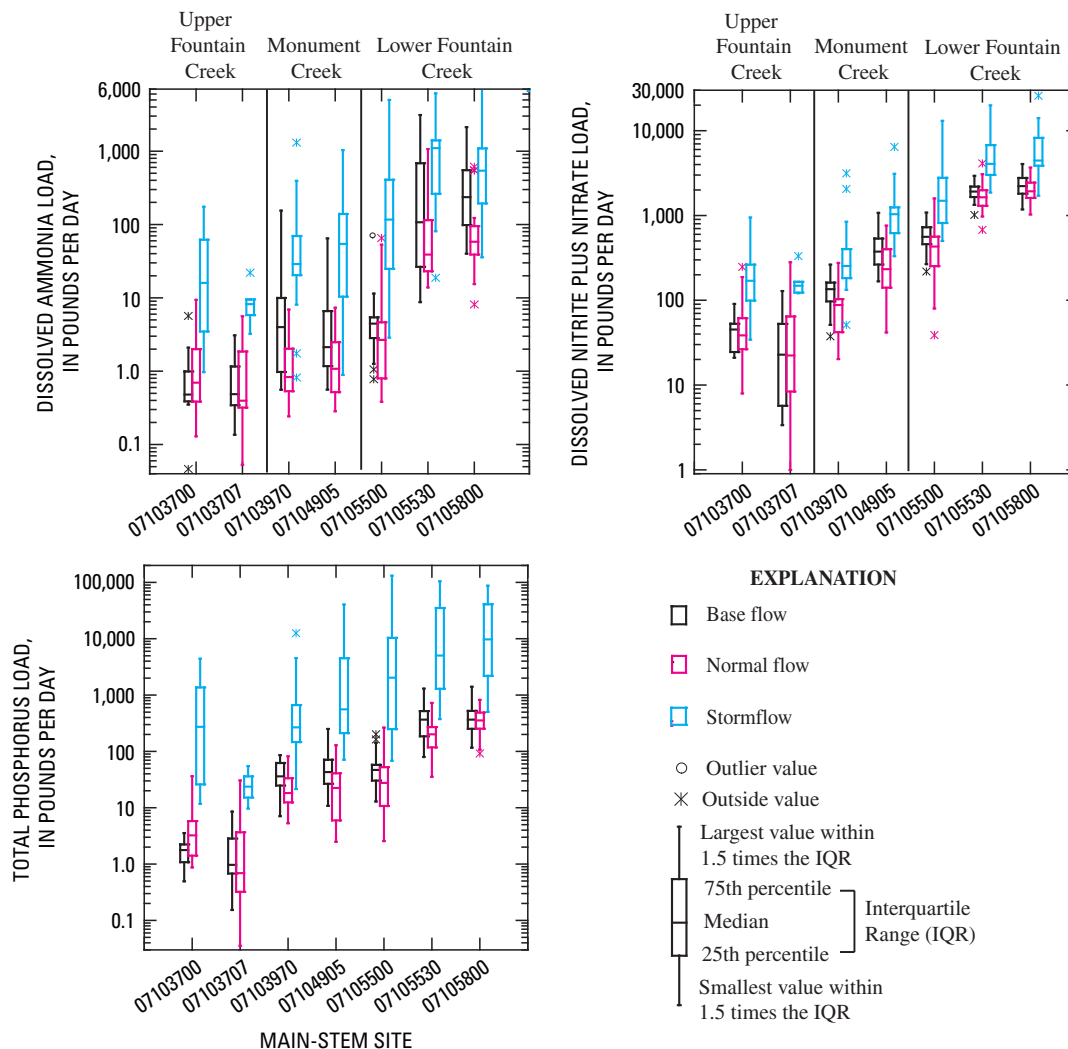 Upper
Fountain
Creek
Monument
Creek
Lower Fountain
Creek
DISSOLVED AMMONIA LOAD,
IN POUNDS PER DAY
6,000
1,000
100
10
1.0
0.1
07103700
07103707
07103970
07104905
07105500
07105530
07105800
Upper
Fountain
Creek
Monument
Creek
Lower Fountain
Creek
DISSOLVED NITRITE PLUS NITRATE LOAD,
IN POUNDS PER DAY
30,000
10,000
1,000
100
10
1
07103700
07103707
07103970
07104905
07105500
07105530
07105800
TOTAL PHOSPHORUS LOAD,
IN POUNDS PER DAY
100,000
10,000
1,000
100
10
1.0
0.1
07103700
07103707
07103970
07104905
07105500
07105530
07105800
MAIN-STEM SITE
EXPLANATION
Base flow
Normal flow
Stormflow
Outlier value
Outside value
Largest value within
1.5 times the IQR
75th percentile
Median
25th percentile
Interquartile
Range (IQR)
Smallest value within
1.5 times the IQR